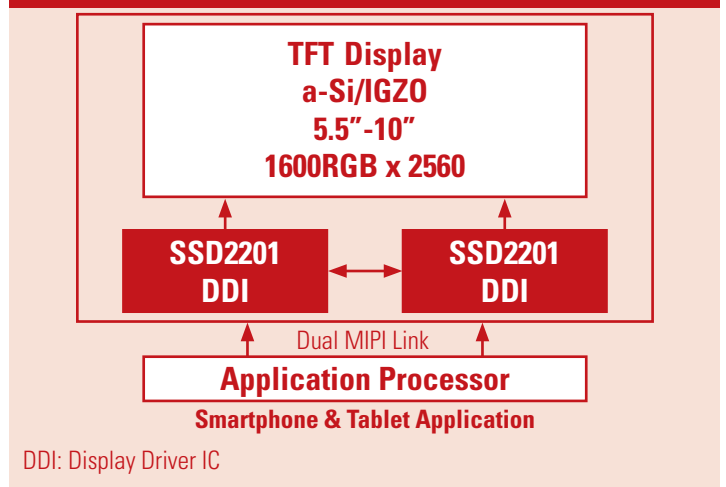 TFT Display
a-Si/IGZO
5.5″-10″
1600RGB x 2560
SSD2201
DDI
SSD2201
DDI
Dual MIPI Link
Application Processor
Smartphone & Tablet Application
DDI: Display Driver IC